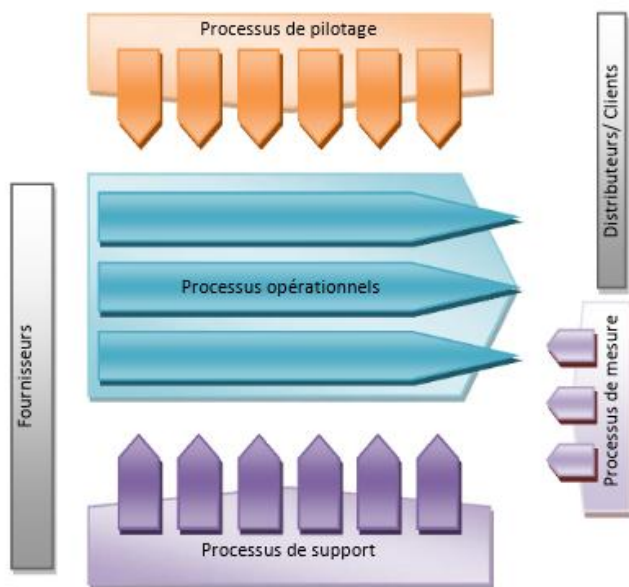 Processus de pilotage
Distributeurs/ Clients
Processus opérationnels
Fournisseurs
Processus de mesure
Processus de support